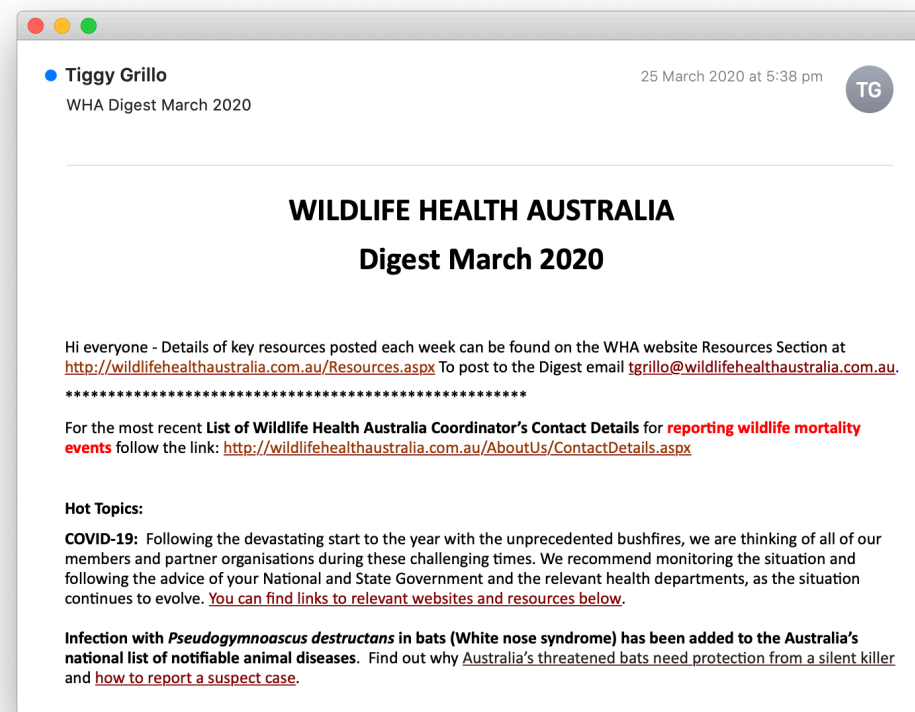 Tiggy Grillo
25 March 2020 at 5:38 pm
TG
WHA Digest March 2020
WILDLIFE HEALTH AUSTRALIA
Digest March 2020
Hi everyone - Details of key resources posted each week can be found on the WHA website Resources Section at
http://wildlifehealthaustralia.com.au/Resources.aspx To post to the Digest email tgrillo@wildlifehealthaustralia.com.au.
******************************************************
For the most recent List of Wildlife Health Australia Coordinator's Contact Details for reporting wildlife mortality
events follow the link: http://wildlifehealthaustralia.com.au/AboutUs/ContactDetails.aspx
Hot Topics:
COVID-19:  Following the devastating start to the year with the unprecedented bushfires, we are thinking of all of our
members and partner organisations during these challenging times. We recommend monitoring the situation and
following the advice of your National and State Government and the relevant health departments, as the situation
continues to evolve. You can find links to relevant websites and resources below.
Infection with Pseudogymnoascus destructans in bats (White nose syndrome) has been added to the Australia's
national list of notifiable animal diseases.  Find out why Australia's threatened bats need protection from a silent killer
and how to report a suspect case.